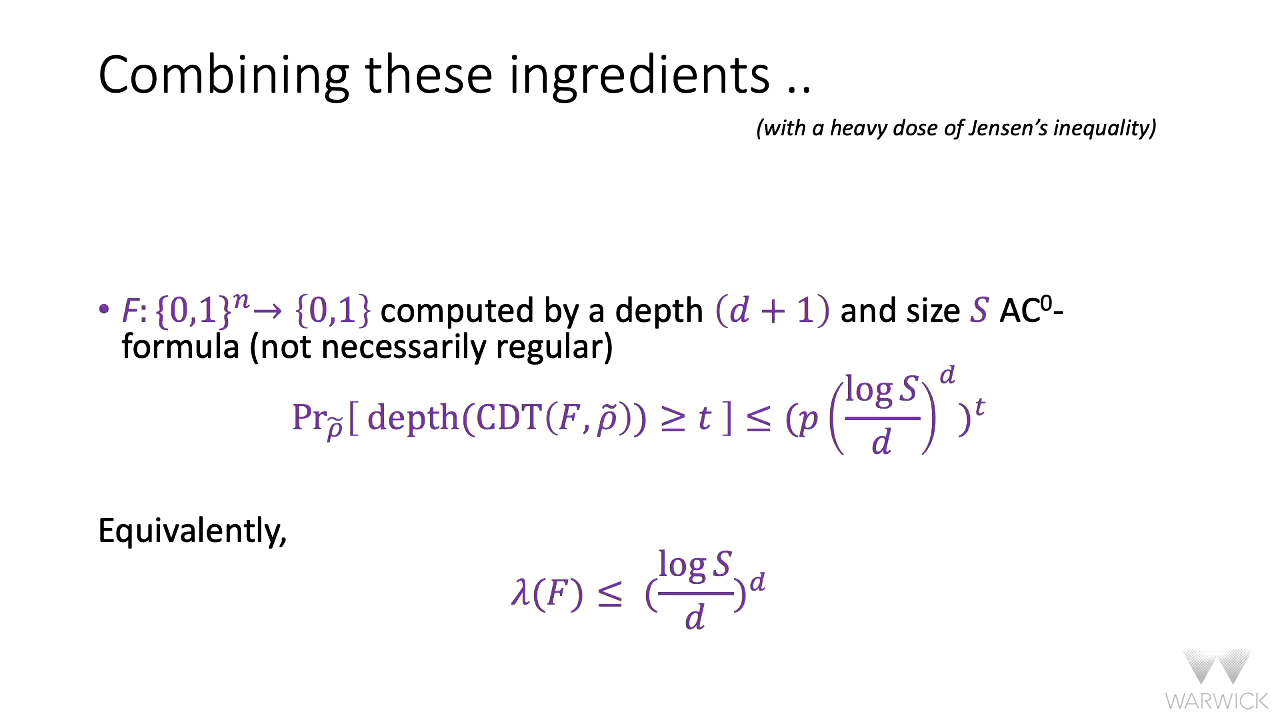 Combining these ingredients ..
(with a heavy dose of Jensen's inequality)
• F: {0,1}ⁿ→ {0,1} computed by a depth (d + 1) and size S AC⁰-
formula (not necessarily regular)
Pr_ρ̃[ depth(CDT(F, ρ̃)) ≥ t ] ≤ (p (log S / d)^d )^t
Equivalently,
λ(F) ≤ (log S / d)^d
WARWICK